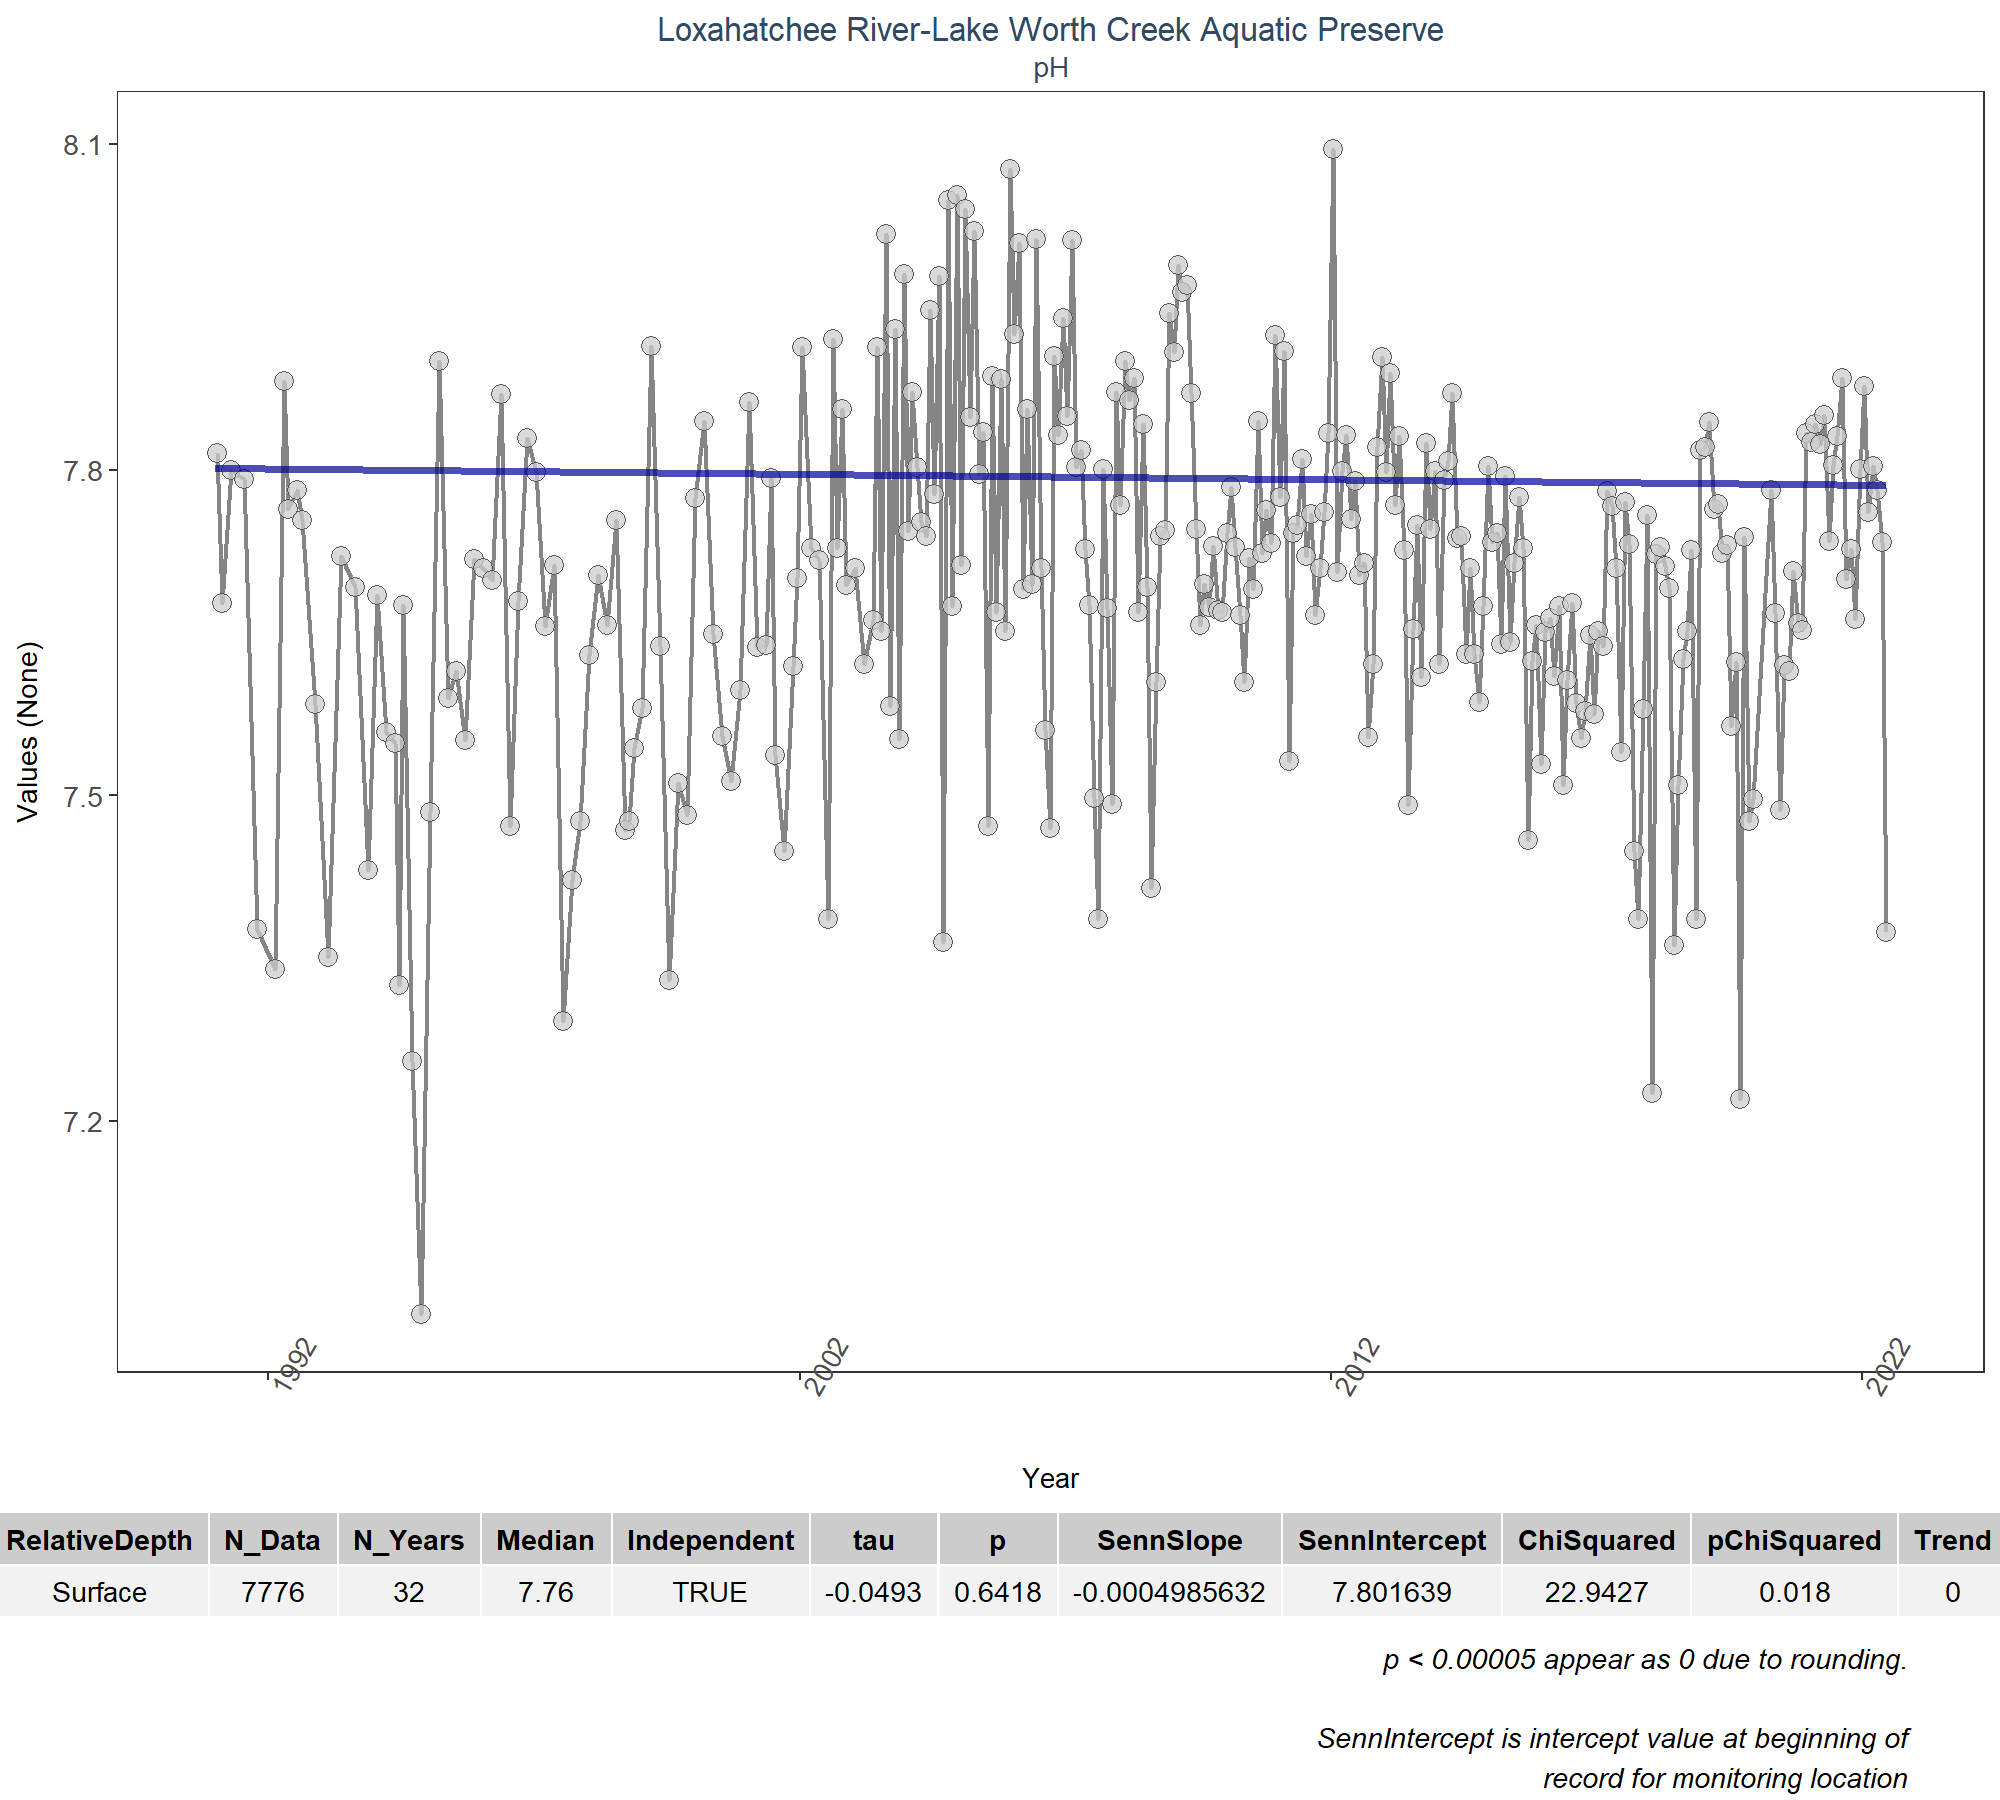 Loxahatchee River-Lake Worth Creek Aquatic Preserve
pH
8.1
7.8
7.5
7.2
Values (None)
1992
2002
2012
2022
Year
RelativeDepth N_Data N_Years Median Independent tau p SennSlope SennIntercept ChiSquared pChiSquared Trend
Surface 7776 32 7.76 TRUE -0.0493 0.6418 -0.0004985632 7.801639 22.9427 0.018 0
p < 0.00005 appear as 0 due to rounding.
SennIntercept is intercept value at beginning of
record for monitoring location